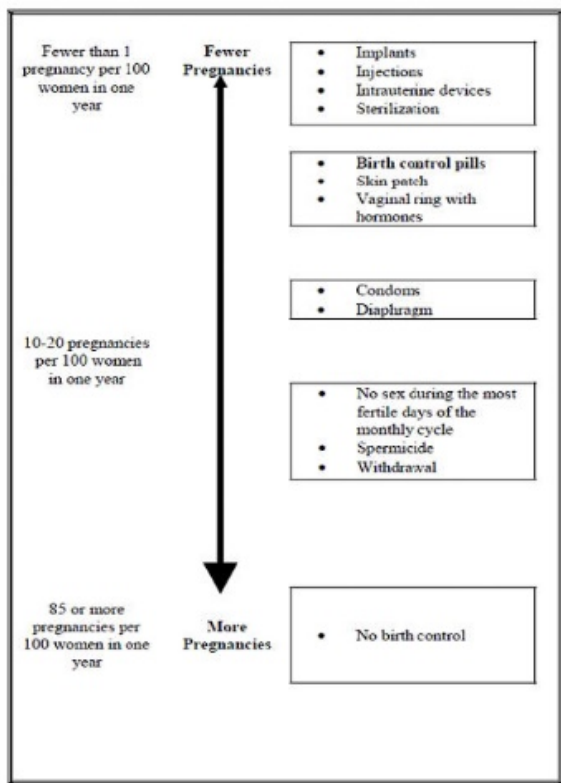 Fewer than 1
pregnancy per 100
women in one
year
Fewer
Pregnancies
• Implants
• Injections
• Intrauterine devices
• Sterilization
• Birth control pills
• Skin patch
• Vaginal ring with
hormones
• Condoms
• Diaphragm
10-20 pregnancies
per 100 women
in one year
• No sex during the most
fertile days of the
monthly cycle
• Spermicide
• Withdrawal
85 or more
pregnancies per
100 women in one
year
More
Pregnancies
• No birth control